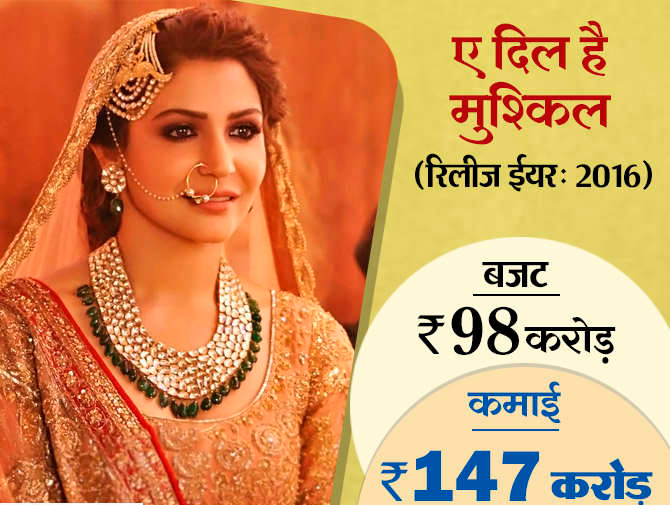 ए दिल है
मुश्किल
(रिलीज ईयर: 2016)
बजट
₹98 करोड़
कमाई
₹147 करोड़